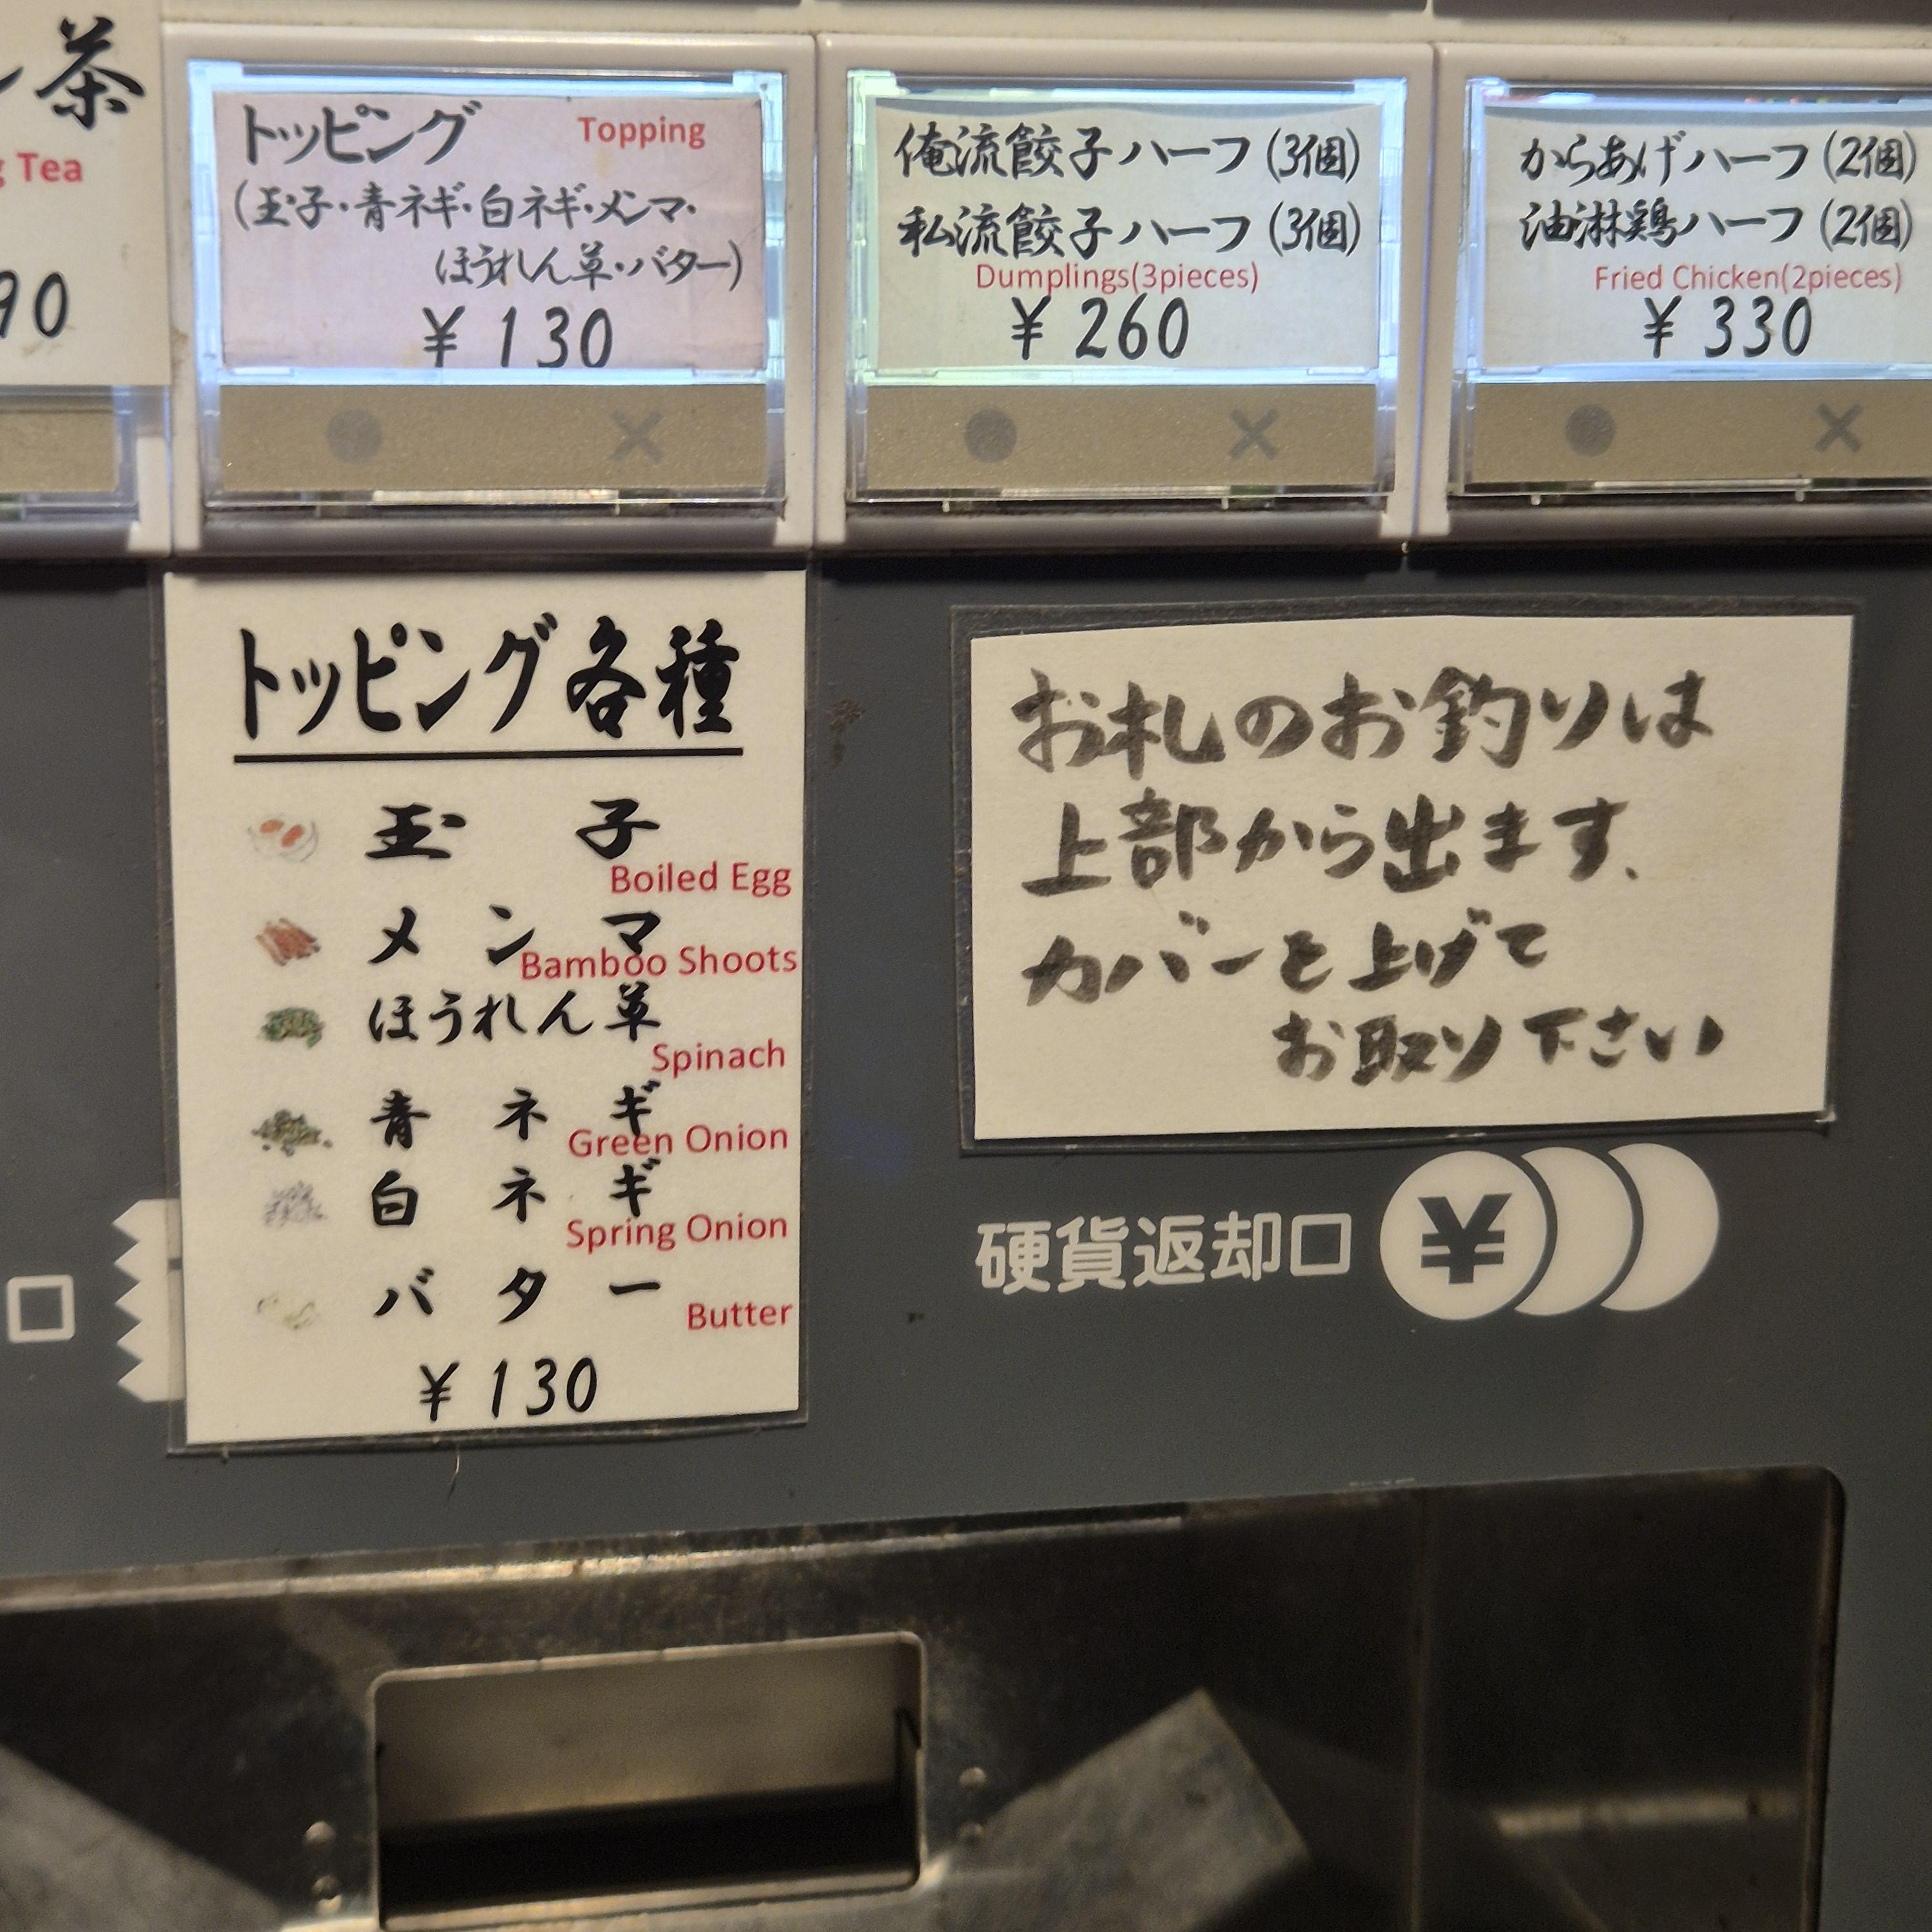 茶
Tea
90
トッピング Topping
(玉子・青ネギ・白ネギ・メンマ・
ほうれん草・バター)
¥130
俺流餃子ハーフ(3個)
私流餃子ハーフ(3個)
Dumplings(3pieces)
¥260
からあげハーフ(2個)
油淋鶏ハーフ(2個)
Fried Chicken(2pieces)
¥330
トッピング各種
玉子
Boiled Egg
メンマ
Bamboo Shoots
ほうれん草
Spinach
青ネギ
Green Onion
白ネギ
Spring Onion
バター
Butter
¥130
お札のお釣りは
上部から出ます、
カバーを上げて
お取り下さい
硬貨返却口 ¥
口